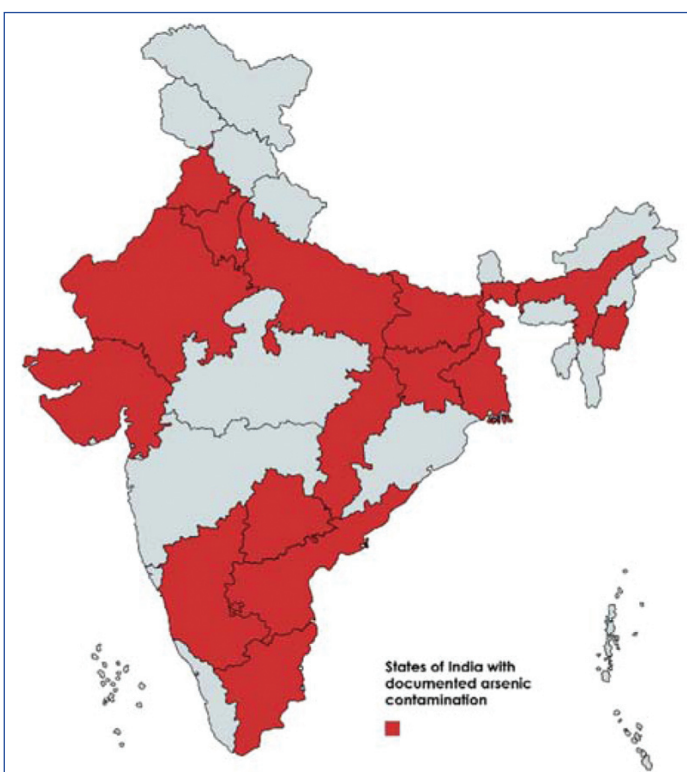 States of India with
documented arsenic
contamination